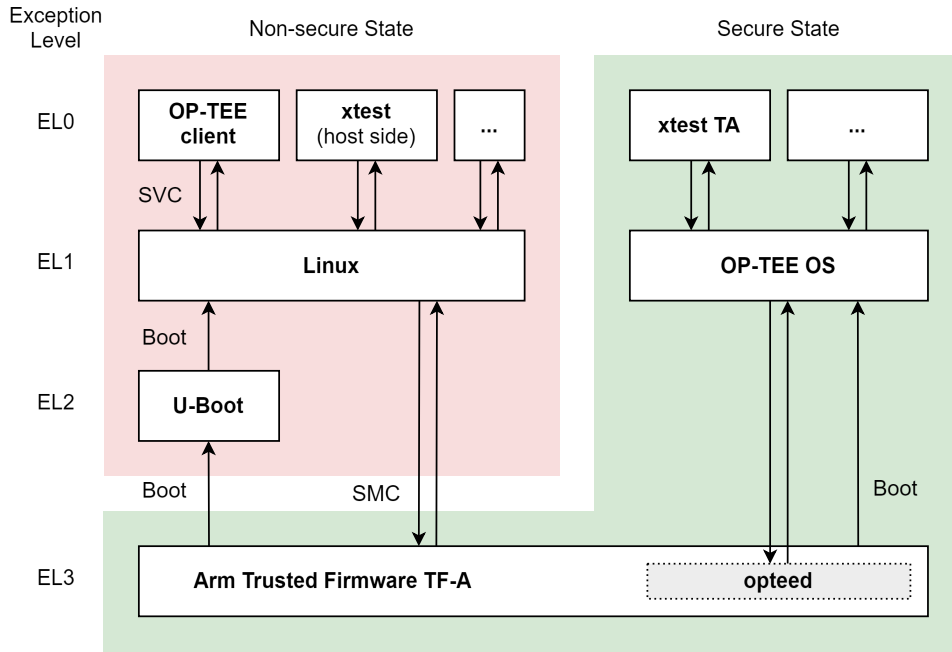 Exception
Level
Non-secure State
Secure State
EL0
OP-TEE
client
xtest
(host side)
...
xtest TA
...
SVC
EL1
Linux
OP-TEE OS
Boot
EL2
U-Boot
Boot
SMC
Boot
EL3
Arm Trusted Firmware TF-A
opteed